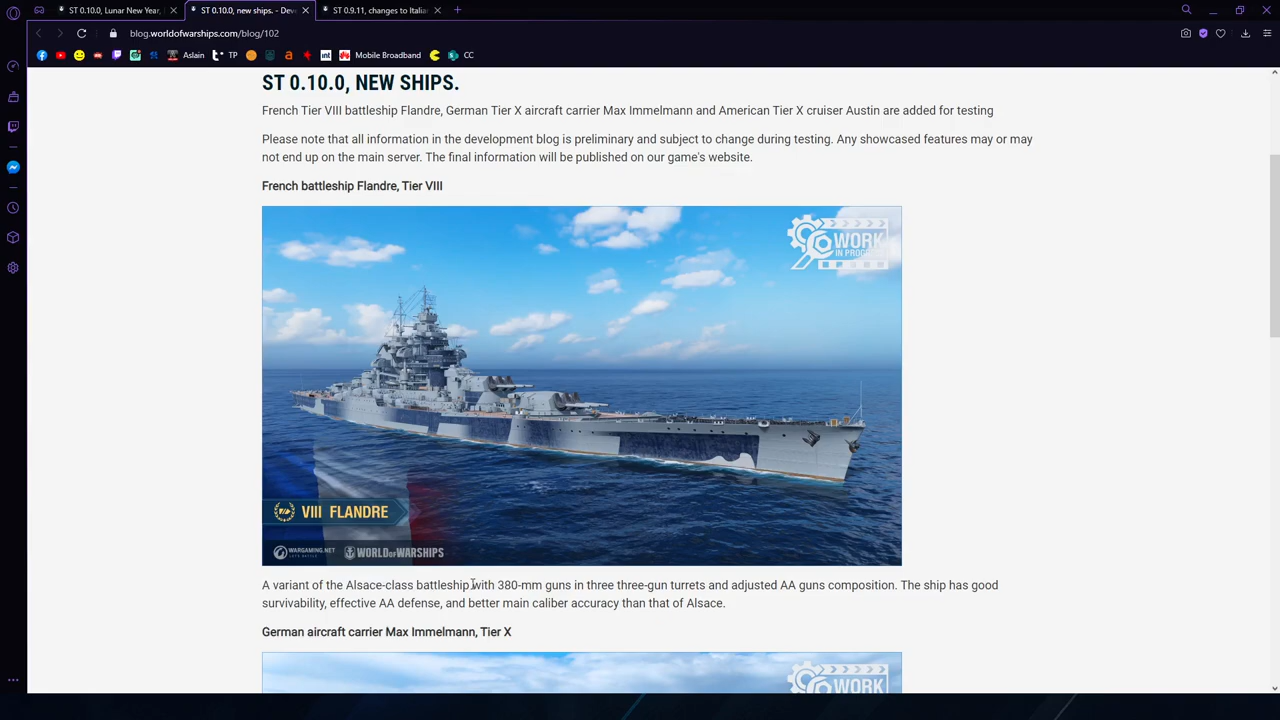 ST 0.10.0, Lunar New Year,
ST 0.10.0, new ships. - Dev
ST 0.9.11, changes to Italian
blog.worldofwarships.com/blog/102
Aslain
TP
int
Mobile Broadband
CC
ST 0.10.0, NEW SHIPS.
French Tier VIII battleship Flandre, German Tier X aircraft carrier Max Immelmann and American Tier X cruiser Austin are added for testing
Please note that all information in the development blog is preliminary and subject to change during testing. Any showcased features may or may
not end up on the main server. The final information will be published on our game's website.
French battleship Flandre, Tier VIII
WORK
IN PROGRESS
VIII FLANDRE
WARGAMING.NET
LET'S BATTLE
WORLD OF WARSHIPS
A variant of the Alsace-class battleship with 380-mm guns in three three-gun turrets and adjusted AA guns composition. The ship has good
survivability, effective AA defense, and better main caliber accuracy than that of Alsace.
German aircraft carrier Max Immelmann, Tier X
WORK